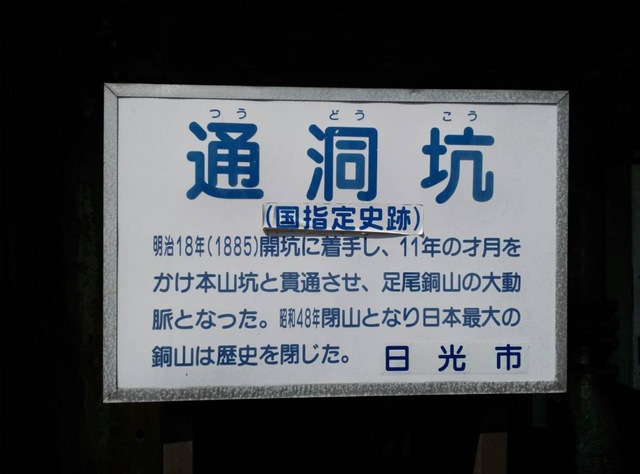 つう どう こう
通洞坑
(国指定史跡)
明治18年(1885)開坑に着手し、11年の才月を
かけ本山坑と貫通させ、足尾銅山の大動
脈となった。昭和48年閉山となり日本最大の
銅山は歴史を閉じた。 日光市